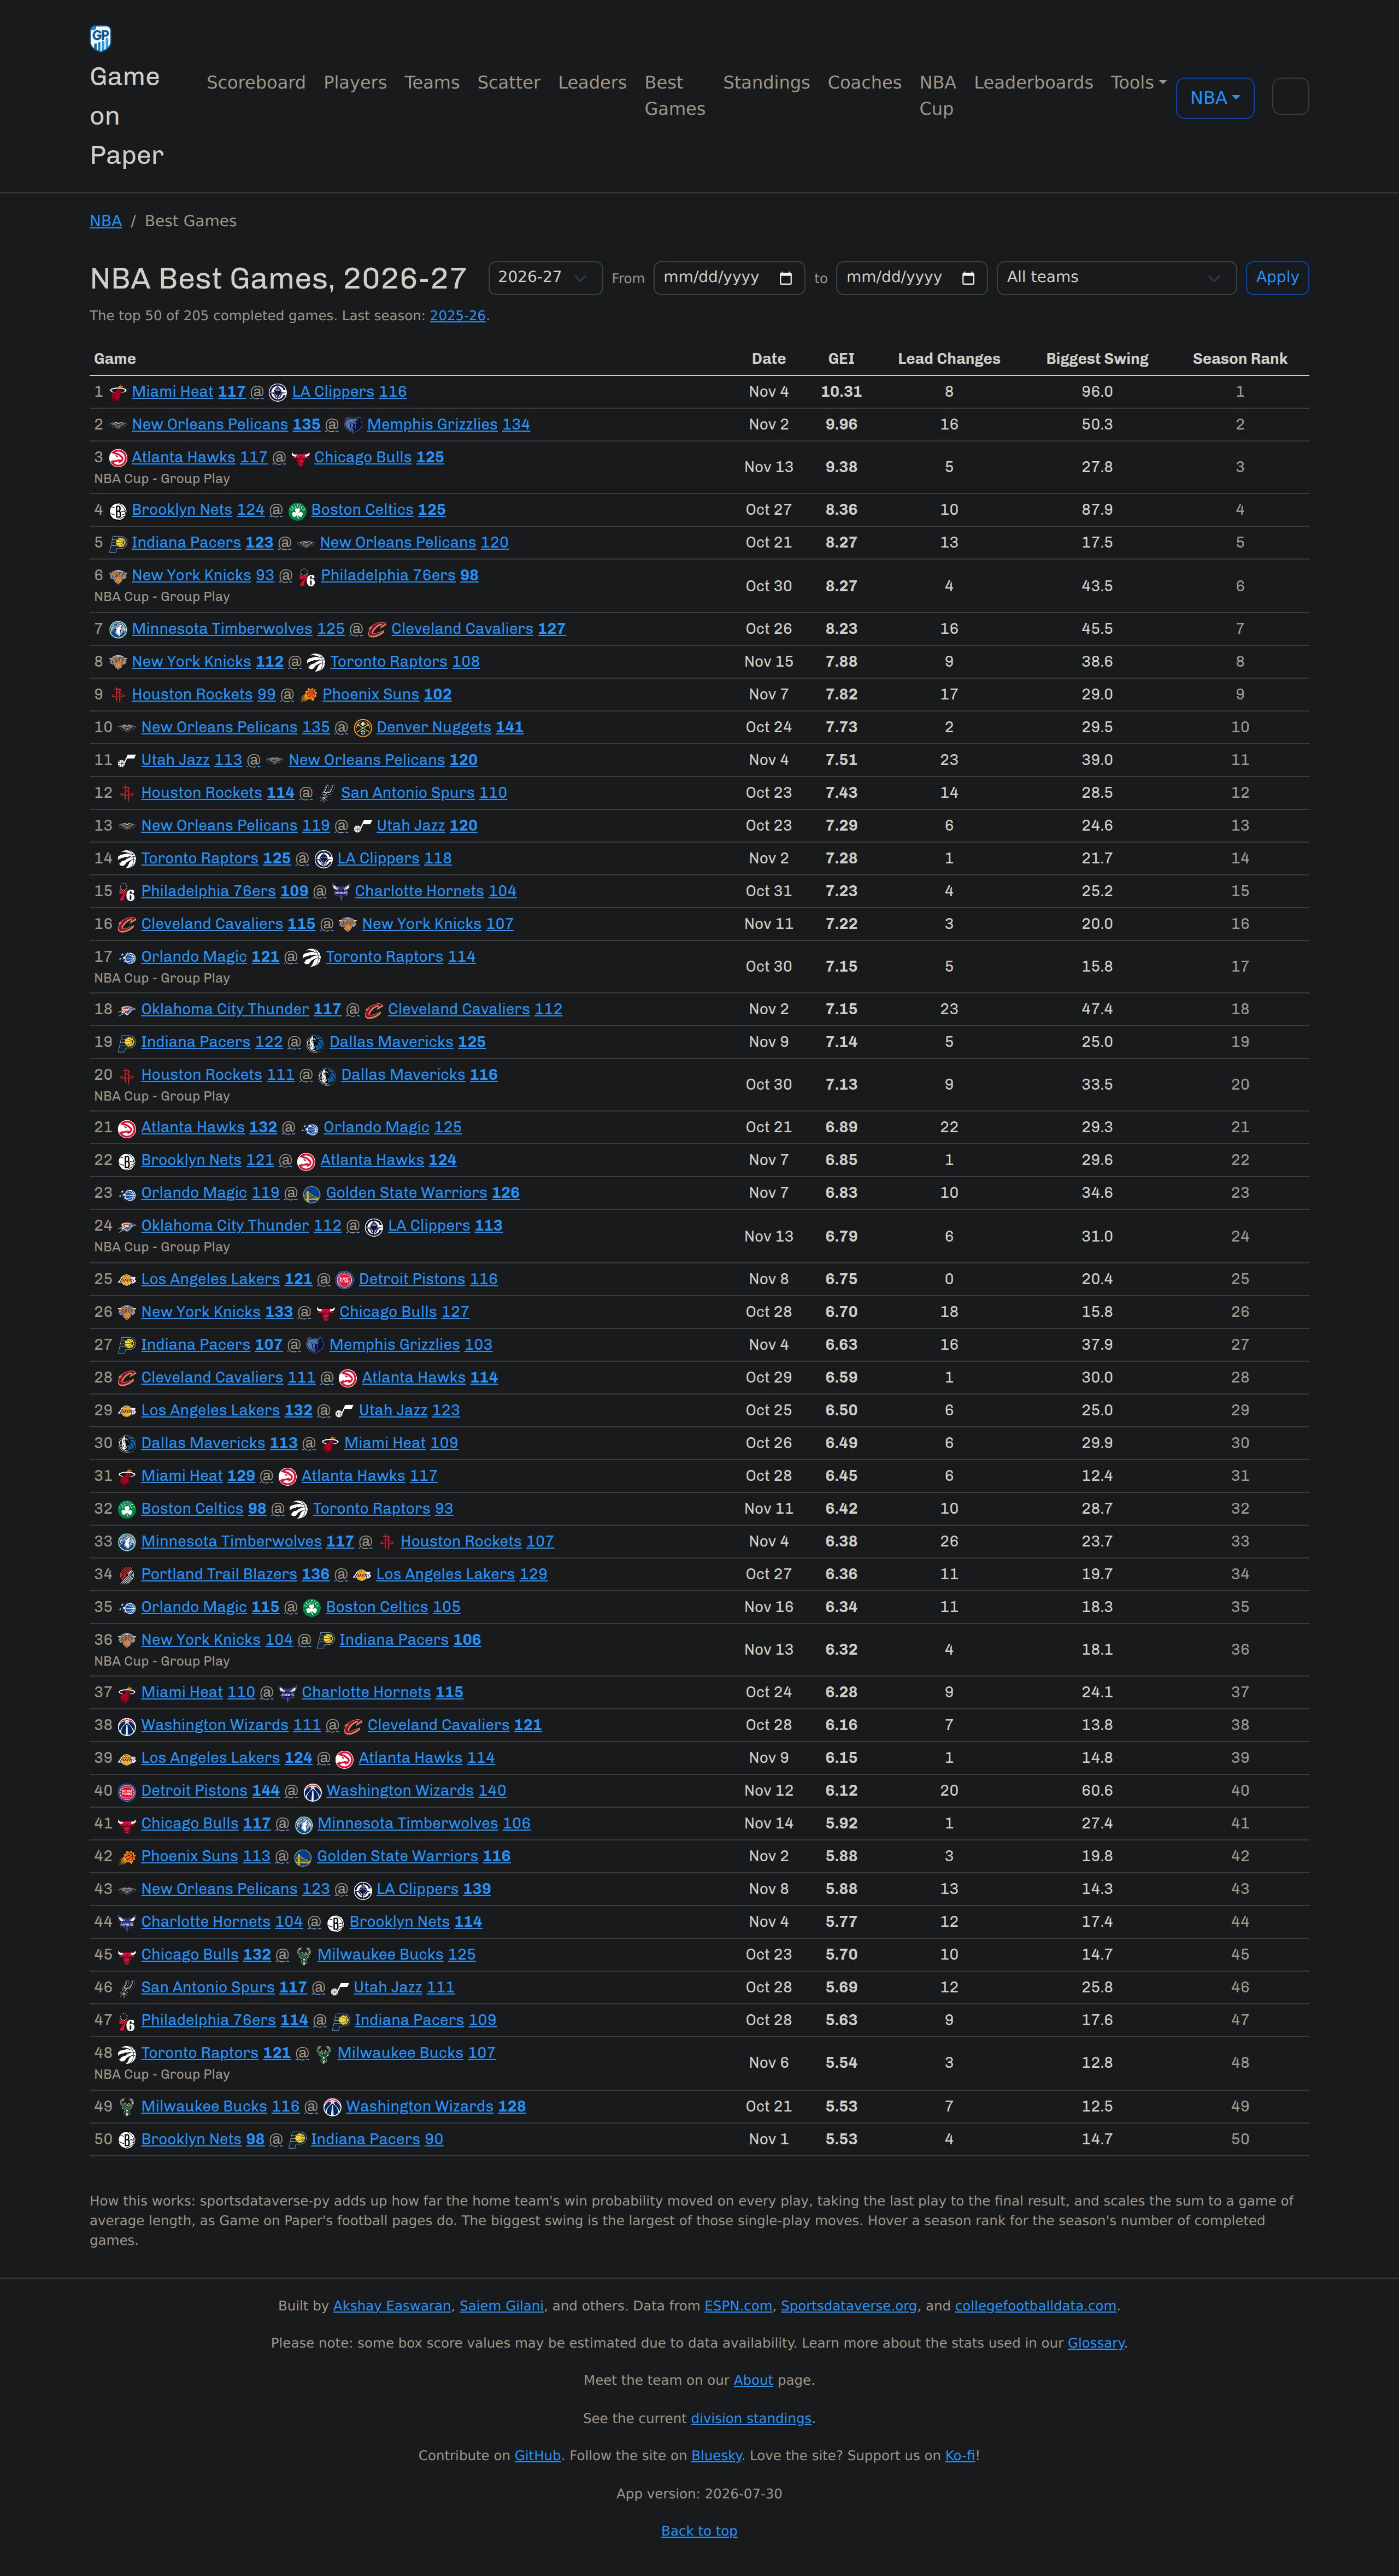 GP
Game
on
Paper
Scoreboard Players Teams Scatter Leaders Best Games Standings Coaches NBA Cup Leaderboards Tools NBA
NBA / Best Games
NBA Best Games, 2026-27 2026-27 From mm/dd/yyyy to mm/dd/yyyy All teams Apply
The top 50 of 205 completed games. Last season: 2025-26.
Game Date GEI Lead Changes Biggest Swing Season Rank
1 Miami Heat 117 @ LA Clippers 116 Nov 4 10.31 8 96.0 1
2 New Orleans Pelicans 135 @ Memphis Grizzlies 134 Nov 2 9.96 16 50.3 2
3 Atlanta Hawks 117 @ Chicago Bulls 125 Nov 13 9.38 5 27.8 3
NBA Cup - Group Play
4 Brooklyn Nets 124 @ Boston Celtics 125 Oct 27 8.36 10 87.9 4
5 Indiana Pacers 123 @ New Orleans Pelicans 120 Oct 21 8.27 13 17.5 5
6 New York Knicks 93 @ Philadelphia 76ers 98 Oct 30 8.27 4 43.5 6
NBA Cup - Group Play
7 Minnesota Timberwolves 125 @ Cleveland Cavaliers 127 Oct 26 8.23 16 45.5 7
8 New York Knicks 112 @ Toronto Raptors 108 Nov 15 7.88 9 38.6 8
9 Houston Rockets 99 @ Phoenix Suns 102 Nov 7 7.82 17 29.0 9
10 New Orleans Pelicans 135 @ Denver Nuggets 141 Oct 24 7.73 2 29.5 10
11 Utah Jazz 113 @ New Orleans Pelicans 120 Nov 4 7.51 23 39.0 11
12 Houston Rockets 114 @ San Antonio Spurs 110 Oct 23 7.43 14 28.5 12
13 New Orleans Pelicans 119 @ Utah Jazz 120 Oct 23 7.29 6 24.6 13
14 Toronto Raptors 125 @ LA Clippers 118 Nov 2 7.28 1 21.7 14
15 Philadelphia 76ers 109 @ Charlotte Hornets 104 Oct 31 7.23 4 25.2 15
16 Cleveland Cavaliers 115 @ New York Knicks 107 Nov 11 7.22 3 20.0 16
17 Orlando Magic 121 @ Toronto Raptors 114 Oct 30 7.15 5 15.8 17
NBA Cup - Group Play
18 Oklahoma City Thunder 117 @ Cleveland Cavaliers 112 Nov 2 7.15 23 47.4 18
19 Indiana Pacers 122 @ Dallas Mavericks 125 Nov 9 7.14 5 25.0 19
20 Houston Rockets 111 @ Dallas Mavericks 116 Oct 30 7.13 9 33.5 20
NBA Cup - Group Play
21 Atlanta Hawks 132 @ Orlando Magic 125 Oct 21 6.89 22 29.3 21
22 Brooklyn Nets 121 @ Atlanta Hawks 124 Nov 7 6.85 1 29.6 22
23 Orlando Magic 119 @ Golden State Warriors 126 Nov 7 6.83 10 34.6 23
24 Oklahoma City Thunder 112 @ LA Clippers 113 Nov 13 6.79 6 31.0 24
NBA Cup - Group Play
25 Los Angeles Lakers 121 @ Detroit Pistons 116 Nov 8 6.75 0 20.4 25
26 New York Knicks 133 @ Chicago Bulls 127 Oct 28 6.70 18 15.8 26
27 Indiana Pacers 107 @ Memphis Grizzlies 103 Nov 4 6.63 16 37.9 27
28 Cleveland Cavaliers 111 @ Atlanta Hawks 114 Oct 29 6.59 1 30.0 28
29 Los Angeles Lakers 132 @ Utah Jazz 123 Oct 25 6.50 6 25.0 29
30 Dallas Mavericks 113 @ Miami Heat 109 Oct 26 6.49 6 29.9 30
31 Miami Heat 129 @ Atlanta Hawks 117 Oct 28 6.45 6 12.4 31
32 Boston Celtics 98 @ Toronto Raptors 93 Nov 11 6.42 10 28.7 32
33 Minnesota Timberwolves 117 @ Houston Rockets 107 Nov 4 6.38 26 23.7 33
34 Portland Trail Blazers 136 @ Los Angeles Lakers 129 Oct 27 6.36 11 19.7 34
35 Orlando Magic 115 @ Boston Celtics 105 Nov 16 6.34 11 18.3 35
36 New York Knicks 104 @ Indiana Pacers 106 Nov 13 6.32 4 18.1 36
NBA Cup - Group Play
37 Miami Heat 110 @ Charlotte Hornets 115 Oct 24 6.28 9 24.1 37
38 Washington Wizards 111 @ Cleveland Cavaliers 121 Oct 28 6.16 7 13.8 38
39 Los Angeles Lakers 124 @ Atlanta Hawks 114 Nov 9 6.15 1 14.8 39
40 Detroit Pistons 144 @ Washington Wizards 140 Nov 12 6.12 20 60.6 40
41 Chicago Bulls 117 @ Minnesota Timberwolves 106 Nov 14 5.92 1 27.4 41
42 Phoenix Suns 113 @ Golden State Warriors 116 Nov 2 5.88 3 19.8 42
43 New Orleans Pelicans 123 @ LA Clippers 139 Nov 8 5.88 13 14.3 43
44 Charlotte Hornets 104 @ Brooklyn Nets 114 Nov 4 5.77 12 17.4 44
45 Chicago Bulls 132 @ Milwaukee Bucks 125 Oct 23 5.70 10 14.7 45
46 San Antonio Spurs 117 @ Utah Jazz 111 Oct 28 5.69 12 25.8 46
47 Philadelphia 76ers 114 @ Indiana Pacers 109 Oct 28 5.63 9 17.6 47
48 Toronto Raptors 121 @ Milwaukee Bucks 107 Nov 6 5.54 3 12.8 48
NBA Cup - Group Play
49 Milwaukee Bucks 116 @ Washington Wizards 128 Oct 21 5.53 7 12.5 49
50 Brooklyn Nets 98 @ Indiana Pacers 90 Nov 1 5.53 4 14.7 50
How this works: sportsdataverse-py adds up how far the home team's win probability moved on every play, taking the last play to the final result, and scales the sum to a game of
average length, as Game on Paper's football pages do. The biggest swing is the largest of those single-play moves. Hover a season rank for the season's number of completed
games.
Built by Akshay Easwaran, Saiem Gilani, and others. Data from ESPN.com, Sportsdataverse.org, and collegefootballdata.com.
Please note: some box score values may be estimated due to data availability. Learn more about the stats used in our Glossary.
Meet the team on our About page.
See the current division standings.
Contribute on GitHub. Follow the site on Bluesky. Love the site? Support us on Ko-fi!
App version: 2026-07-30
Back to top